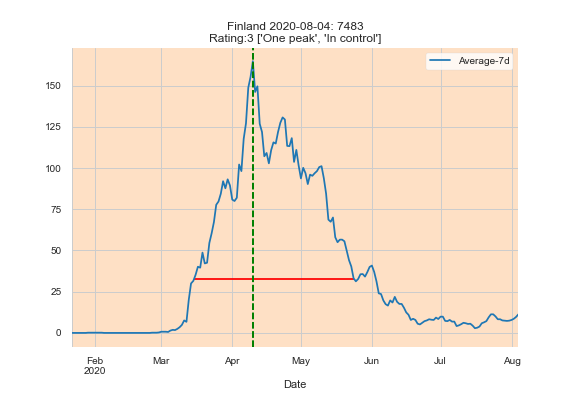 Finland 2020-08-04: 7483
Rating:3 ['One peak', 'In control']
Average-7d
150
125
100
75
50
25
0
Feb Mar Apr May Jun Jul Aug
2020
Date